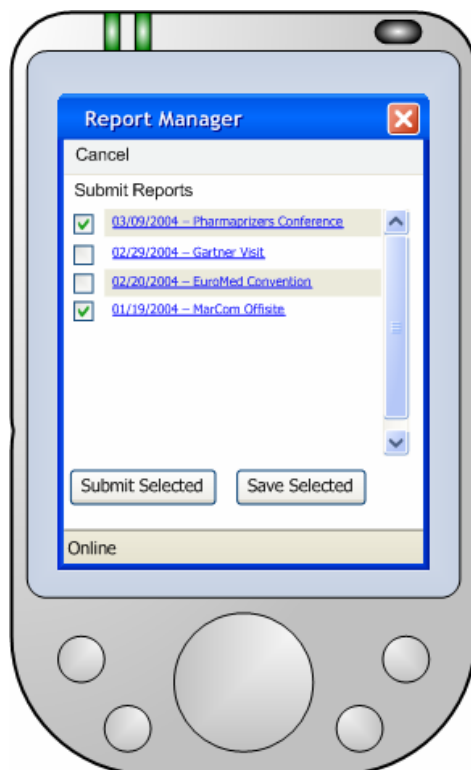 Report Manager
Cancel
Submit Reports
03/09/2004 – Pharmaprizers Conference
02/29/2004 – Gartner Visit
02/20/2004 – EuroMed Convention
01/19/2004 – MarCom Offisite
Submit Selected Save Selected
Online